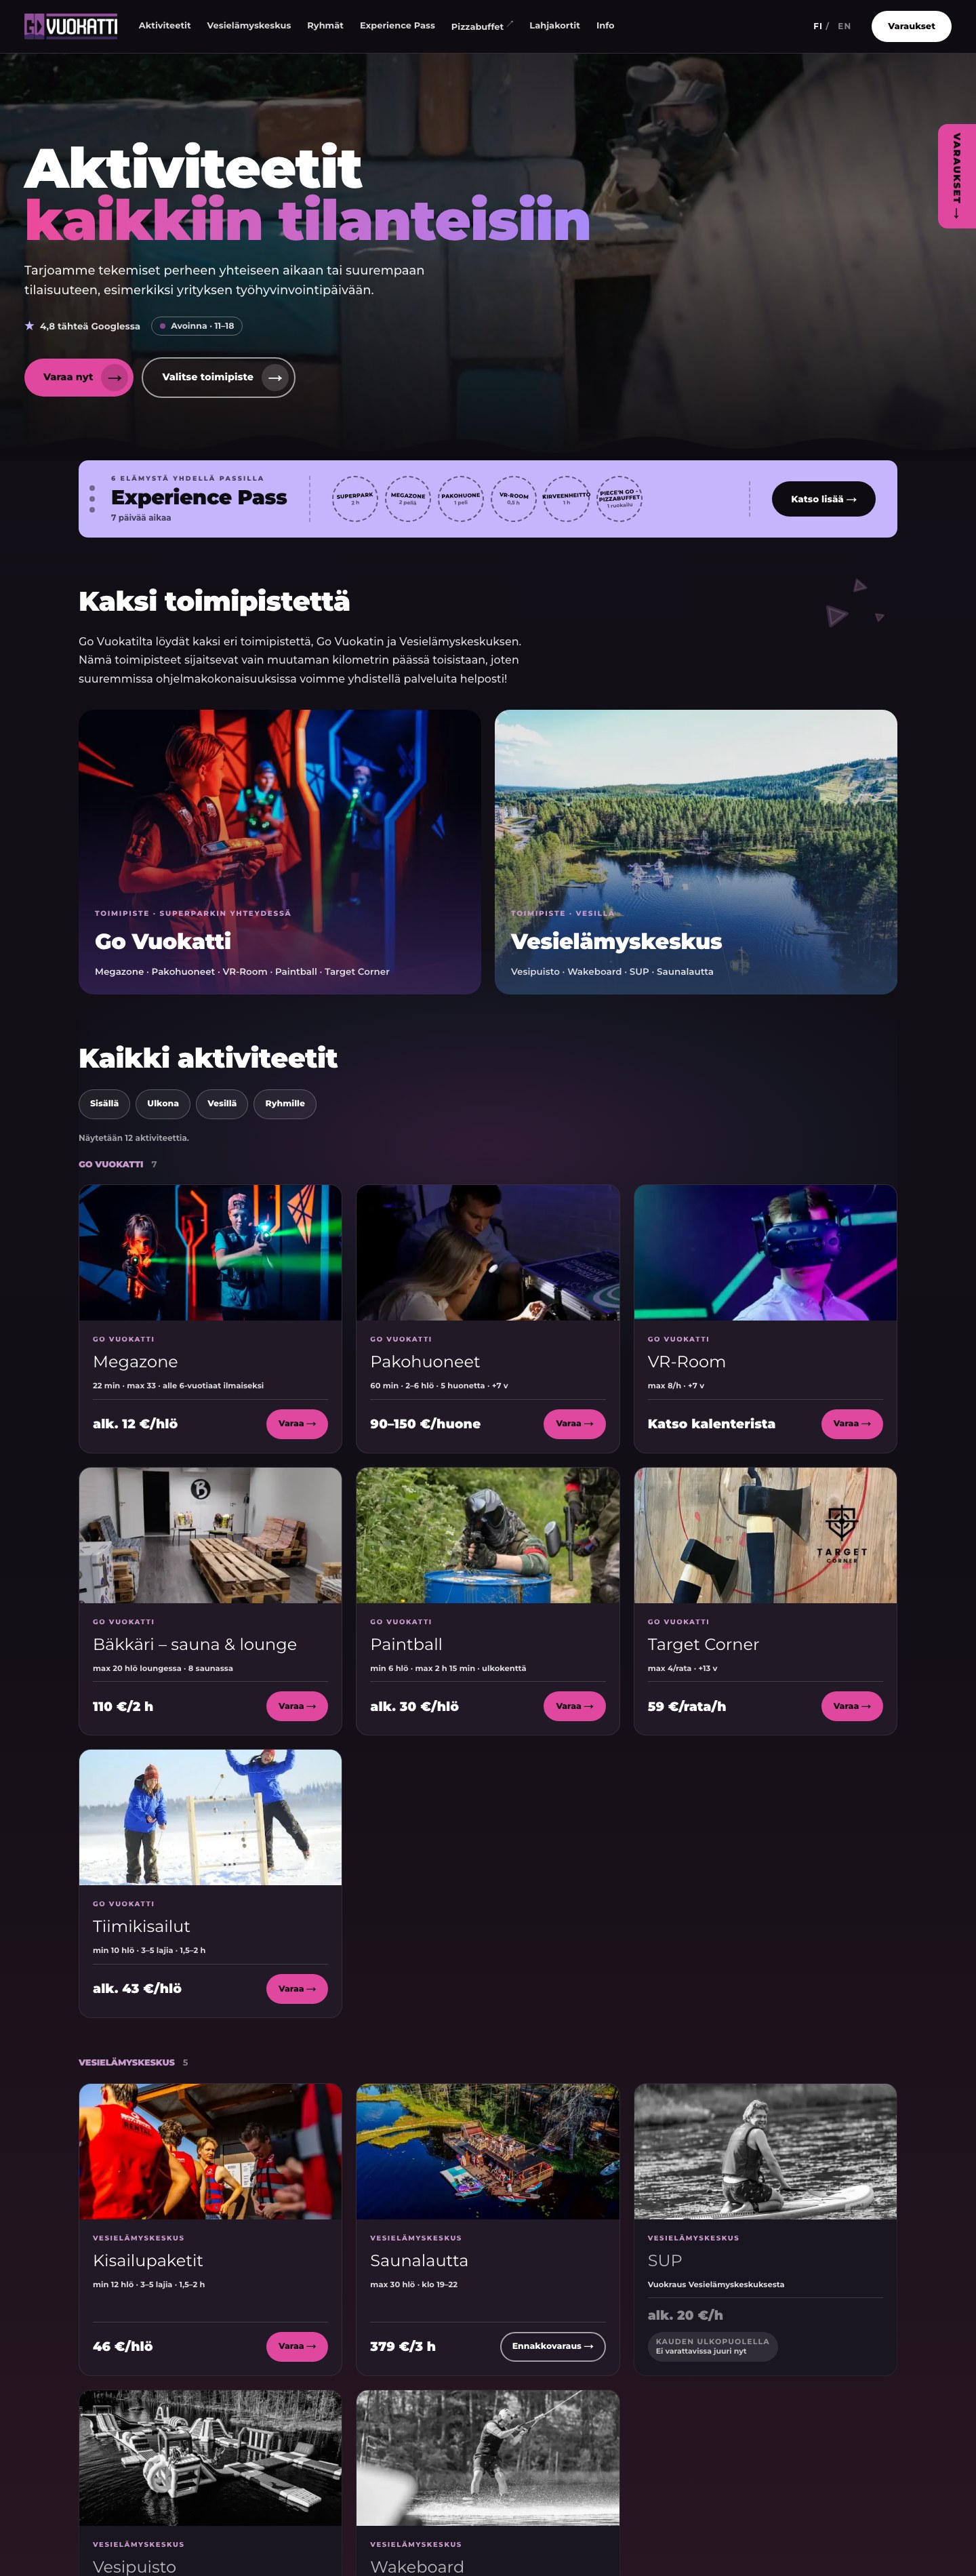 GO VUOKATTI
Aktiviteetit
Vesielämyskeskus
Ryhmät
Experience Pass
Pizzabuffet ↗
Lahjakortit
Info
FI / EN
Varaukset
VARAUKSET →
Aktiviteetit
kaikkiin tilanteisiin
Tarjoamme tekemiset perheen yhteiseen aikaan tai suurempaan
tilaisuuteen, esimerkiksi yrityksen työhyvinvointipäivään.
★ 4,8 tähteä Googlessa
Avoinna · 11–18
Varaa nyt →
Valitse toimipiste →
6 ELÄMYSTÄ YHDELLÄ PASSILLA
Experience Pass
7 päivää aikaa
SUPERPARK
2 h
MEGAZONE
2 peliä
PAKOHUONE
1 peli
VR-ROOM
0,5 h
KIRVEENHEITTO
1 h
PIECE'N GO -
PIZZABUFFET
1 ruokailu
Katso lisää →
Kaksi toimipistettä
Go Vuokatilta löydät kaksi eri toimipistettä, Go Vuokatin ja Vesielämyskeskuksen.
Nämä toimipisteet sijaitsevat vain muutaman kilometrin päässä toisistaan, joten
suuremmissa ohjelmakokonaisuuksissa voimme yhdistellä palveluita helposti!
TOIMIPISTE · SUPERPARKIN YHTEYDESSÄ
Go Vuokatti
Megazone · Pakohuoneet · VR-Room · Paintball · Target Corner
TOIMIPISTE · VESILLÄ
Vesielämyskeskus
Vesipuisto · Wakeboard · SUP · Saunalautta
Kaikki aktiviteetit
Sisällä
Ulkona
Vesillä
Ryhmille
Näytetään 12 aktiviteettia.
GO VUOKATTI 7
GO VUOKATTI
Megazone
22 min · max 33 · alle 6-vuotiaat ilmaiseksi
alk. 12 €/hlö
Varaa →
GO VUOKATTI
Pakohuoneet
60 min · 2–6 hlö · 5 huonetta · +7 v
90–150 €/huone
Varaa →
GO VUOKATTI
VR-Room
max 8/h · +7 v
Katso kalenterista
Varaa →
GO VUOKATTI
Bäkkäri – sauna & lounge
max 20 hlö loungessa · 8 saunassa
110 €/2 h
Varaa →
GO VUOKATTI
Paintball
min 6 hlö · max 2 h 15 min · ulkokenttä
alk. 30 €/hlö
Varaa →
TARGET
CORNER
GO VUOKATTI
Target Corner
max 4/rata · +13 v
59 €/rata/h
Varaa →
GO VUOKATTI
Tiimikisailut
min 10 hlö · 3–5 lajia · 1,5–2 h
alk. 43 €/hlö
Varaa →
VESIELÄMYSKESKUS 5
VESIELÄMYSKESKUS
Kisailupaketit
min 12 hlö · 3–5 lajia · 1,5–2 h
46 €/hlö
Varaa →
VESIELÄMYSKESKUS
Saunalautta
max 30 hlö · klo 19–22
379 €/3 h
Ennakkovaraus →
VESIELÄMYSKESKUS
SUP
Vuokraus Vesielämyskeskuksesta
alk. 20 €/h
KAUDEN ULKOPUOLELLA
Ei varattavissa juuri nyt
VESIELÄMYSKESKUS
Vesipuisto
VESIELÄMYSKESKUS
Wakeboard